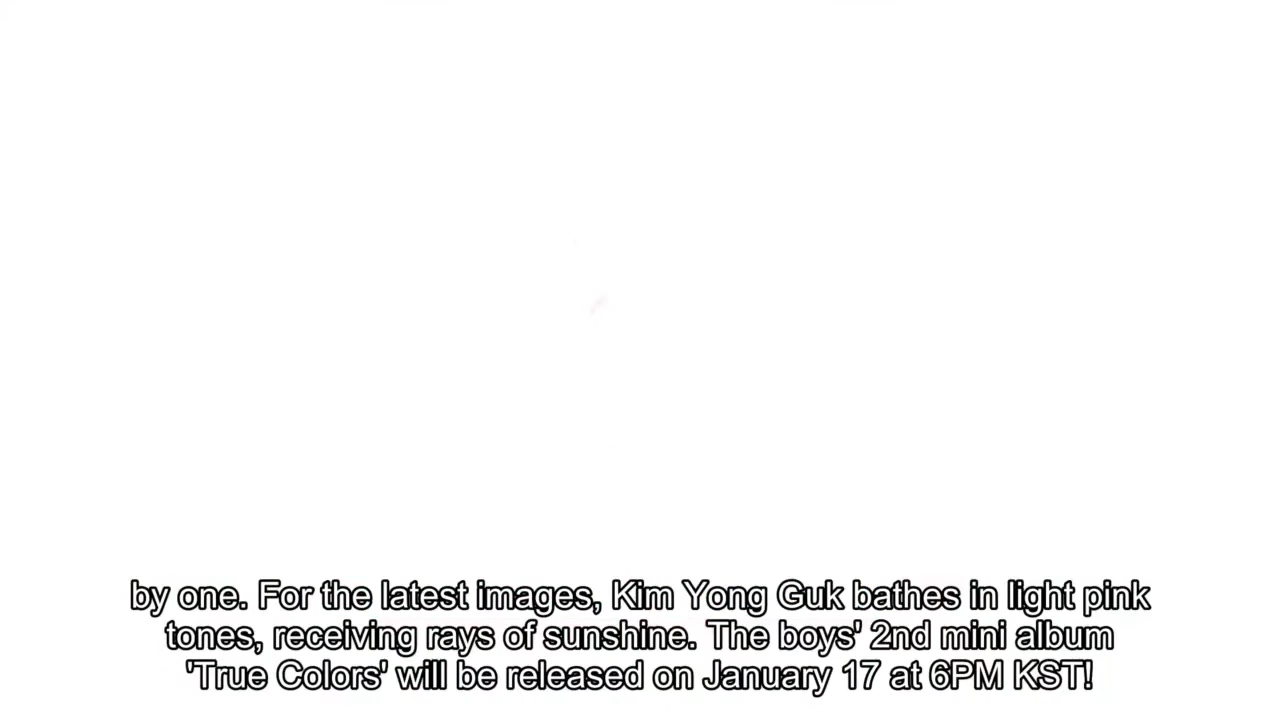 by one. For the latest images, Kim Yong Guk bathes in light pink
tones, receiving rays of sunshine. The boys' 2nd mini album
'True Colors' will be released on January 17 at 6PM KST!